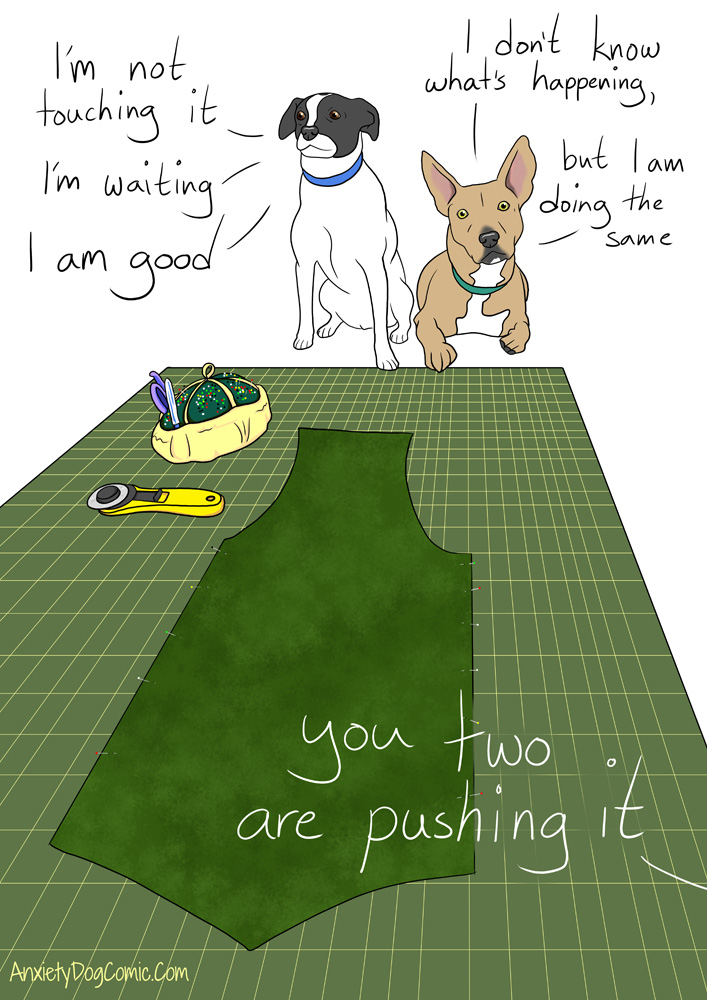 I'm not
touching it
I'm waiting
I am good
I don't know
what's happening,
but I am
doing the
same
you two
are pushing it
AnxietyDogComic.Com